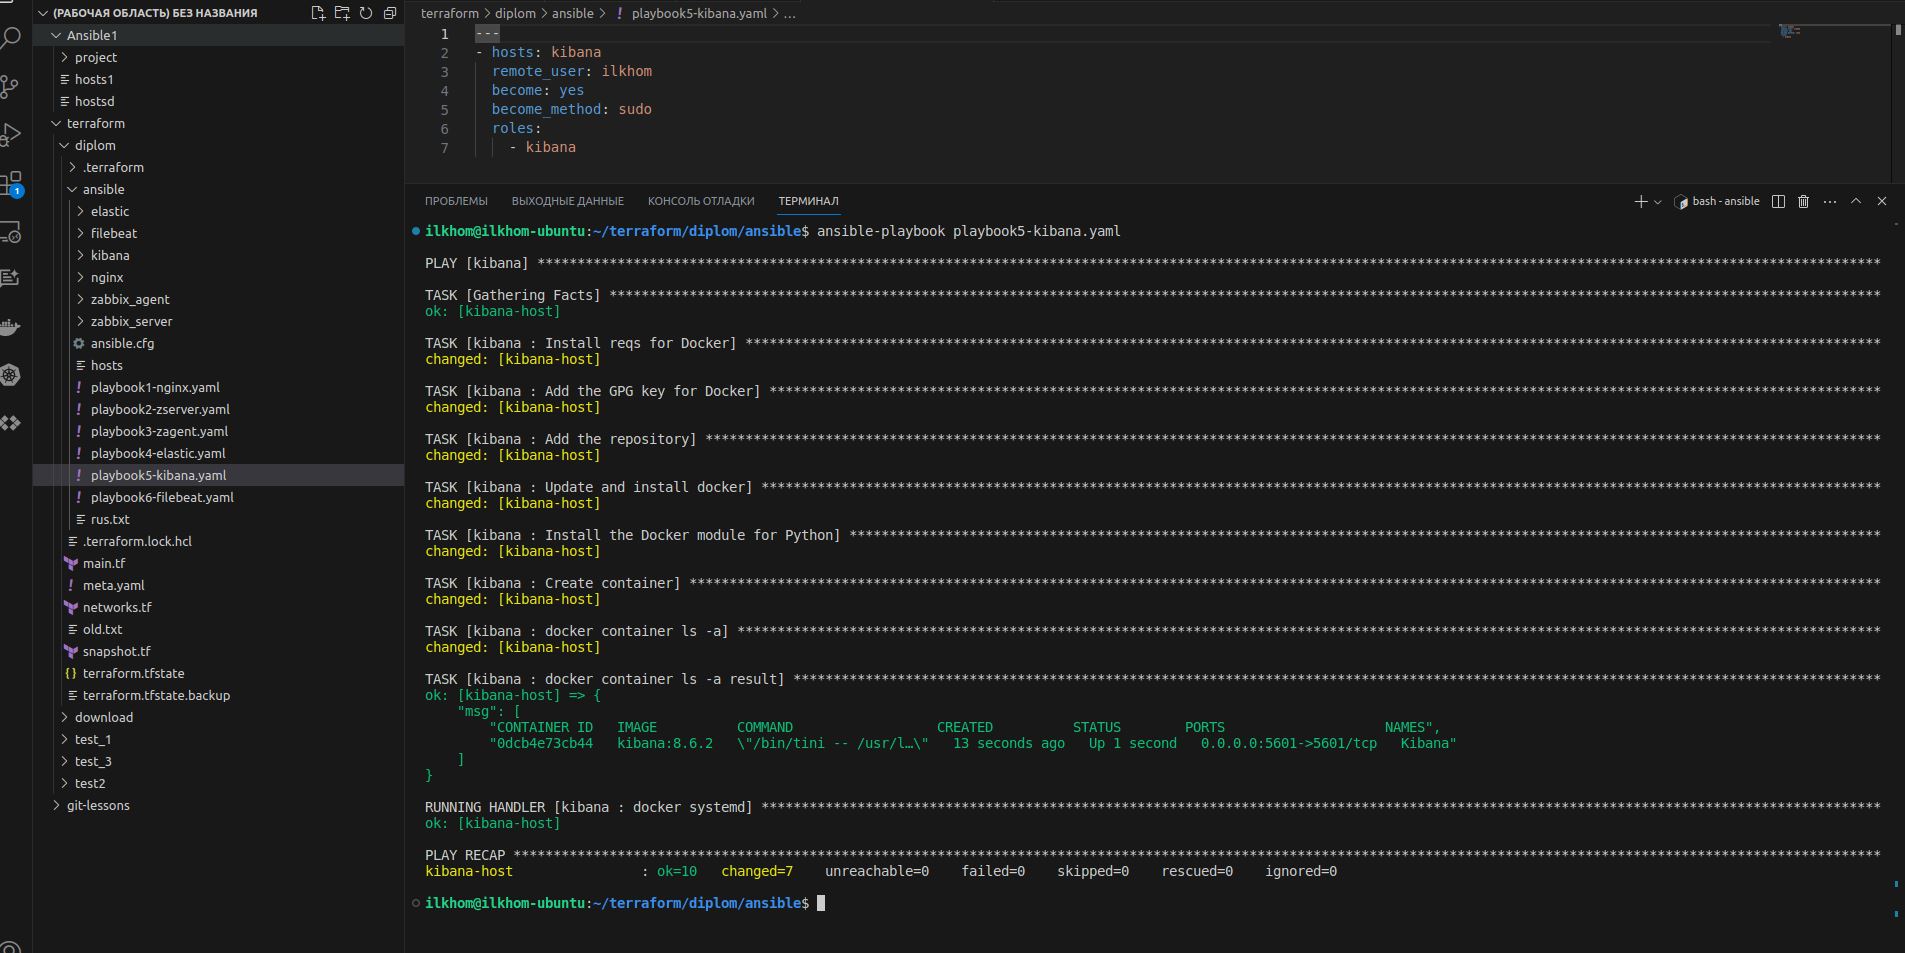 (РАБОЧАЯ ОБЛАСТЬ) БЕЗ НАЗВАНИЯ
Ansible1
project
hosts1
hostsd
terraform
diplom
.terraform
ansible
elastic
filebeat
kibana
nginx
zabbix_agent
zabbix_server
ansible.cfg
hosts
playbook1-nginx.yaml
playbook2-zserver.yaml
playbook3-zagent.yaml
playbook4-elastic.yaml
playbook5-kibana.yaml
playbook6-filebeat.yaml
rus.txt
.terraform.lock.hcl
main.tf
meta.yaml
networks.tf
old.txt
snapshot.tf
terraform.tfstate
terraform.tfstate.backup
download
test_1
test_3
test2
git-lessons
1
terraform > diplom > ansible > ! playbook5-kibana.yaml > ...
1 ---
2 - hosts: kibana
3 remote_user: ilkhom
4 become: yes
5 become_method: sudo
6 roles:
7 - kibana
ПРОБЛЕМЫ ВЫХОДНЫЕ ДАННЫЕ КОНСОЛЬ ОТЛАДКИ ТЕРМИНАЛ
bash - ansible
ilkhom@ilkhom-ubuntu:~/terraform/diplom/ansible$ ansible-playbook playbook5-kibana.yaml
PLAY [kibana] ****
TASK [Gathering Facts] ****
ok: [kibana-host]
TASK [kibana : Install reqs for Docker] ****
changed: [kibana-host]
TASK [kibana : Add the GPG key for Docker] ****
changed: [kibana-host]
TASK [kibana : Add the repository] ****
changed: [kibana-host]
TASK [kibana : Update and install docker] ****
changed: [kibana-host]
TASK [kibana : Install the Docker module for Python] ****
changed: [kibana-host]
TASK [kibana : Create container] ****
changed: [kibana-host]
TASK [kibana : docker container ls -a] ****
changed: [kibana-host]
TASK [kibana : docker container ls -a result] ****
ok: [kibana-host] => {
"msg": [
"CONTAINER ID IMAGE COMMAND CREATED STATUS PORTS NAMES",
"0dcb4e73cb44 kibana:8.6.2 \"/bin/tini -- /usr/l…\" 13 seconds ago Up 1 second 0.0.0.0:5601->5601/tcp Kibana"
]
}
RUNNING HANDLER [kibana : docker systemd] ****
ok: [kibana-host]
PLAY RECAP ****
kibana-host : ok=10 changed=7 unreachable=0 failed=0 skipped=0 rescued=0 ignored=0
ilkhom@ilkhom-ubuntu:~/terraform/diplom/ansible$